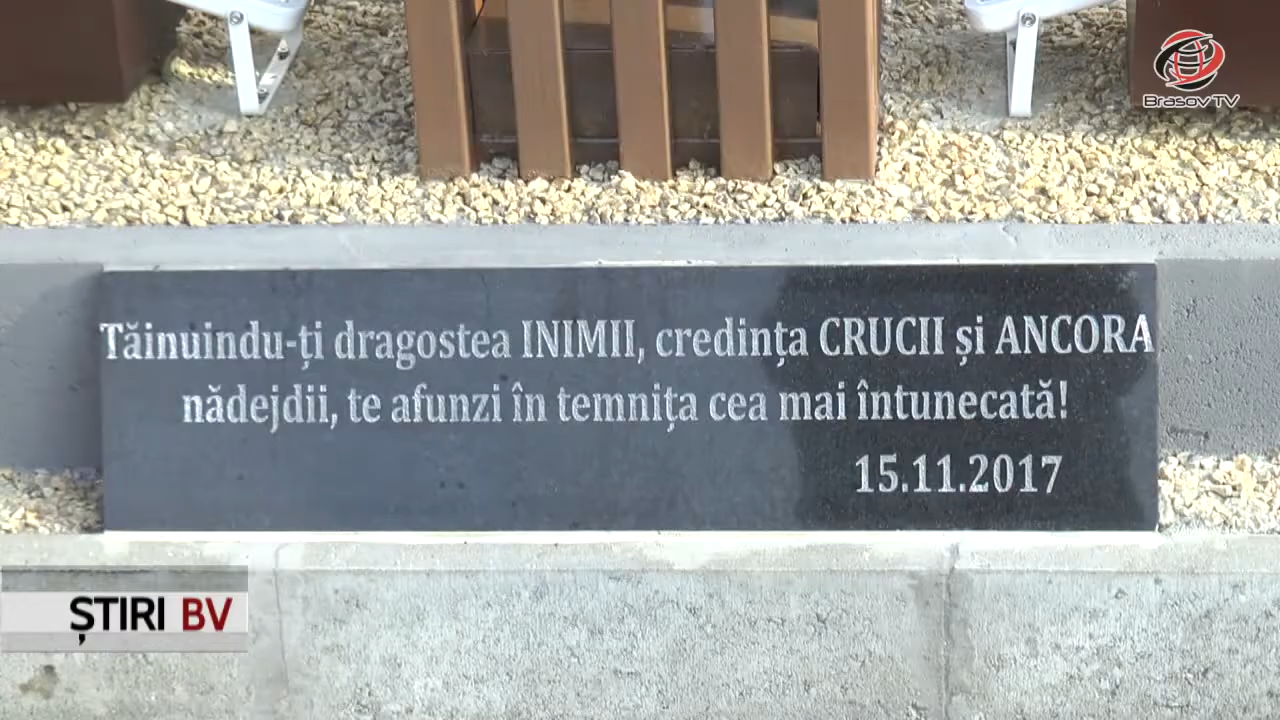 Brasov TV
Tăinuindu-ți dragostea INIMII, credința CRUCII și ANCORA
nădejdii, te afunzi în temnița cea mai întunecată!
15.11.2017
ȘTIRI BV